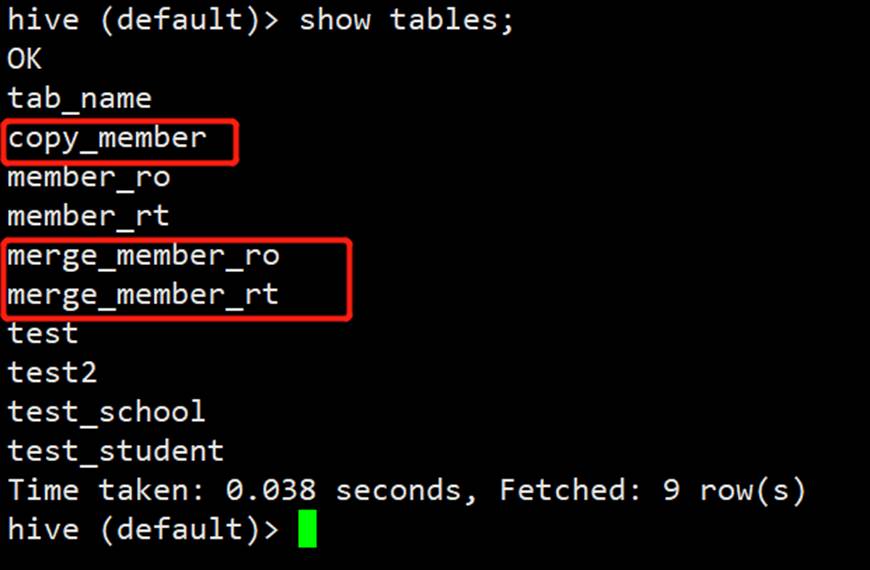 hive (default)> show tables;
OK
tab_name
copy_member
member_ro
member_rt
merge_member_ro
merge_member_rt
test
test2
test_school
test_student
Time taken: 0.038 seconds, Fetched: 9 row(s)
hive (default)>